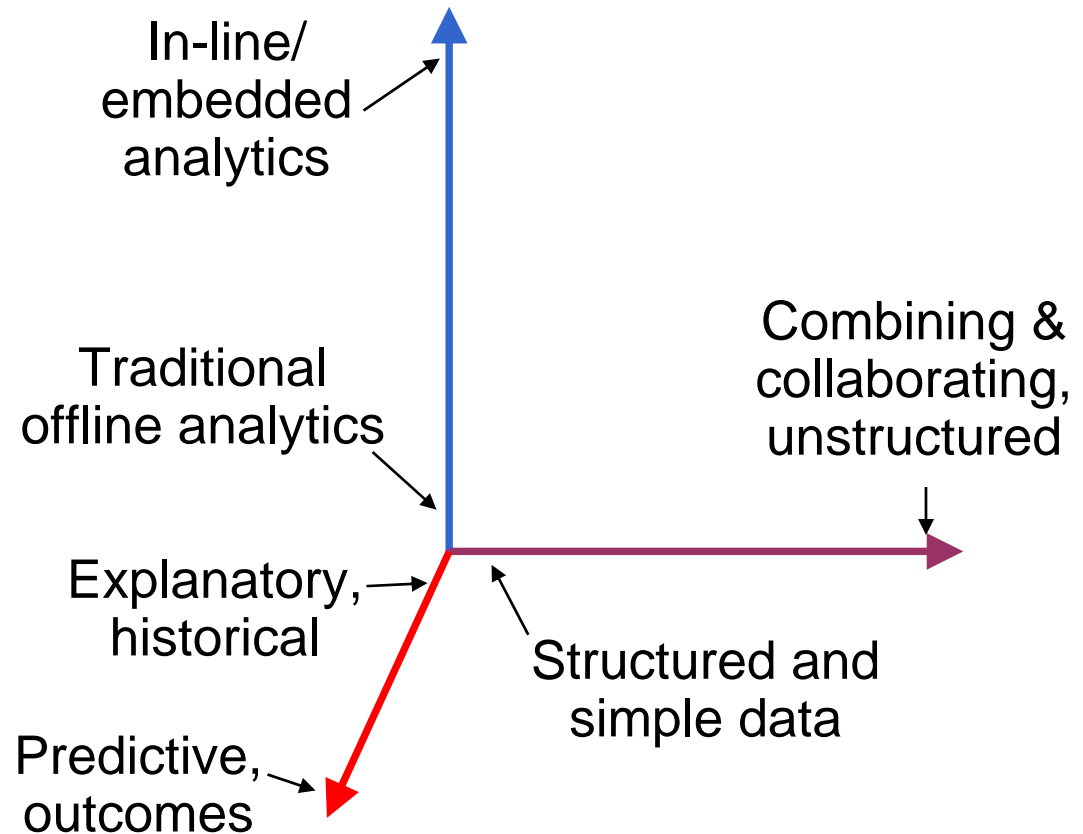 In-line/
embedded
analytics
Traditional
offline analytics
Combining &
collaborating,
unstructured
Explanatory,
historical
Structured and
simple data
Predictive,
outcomes